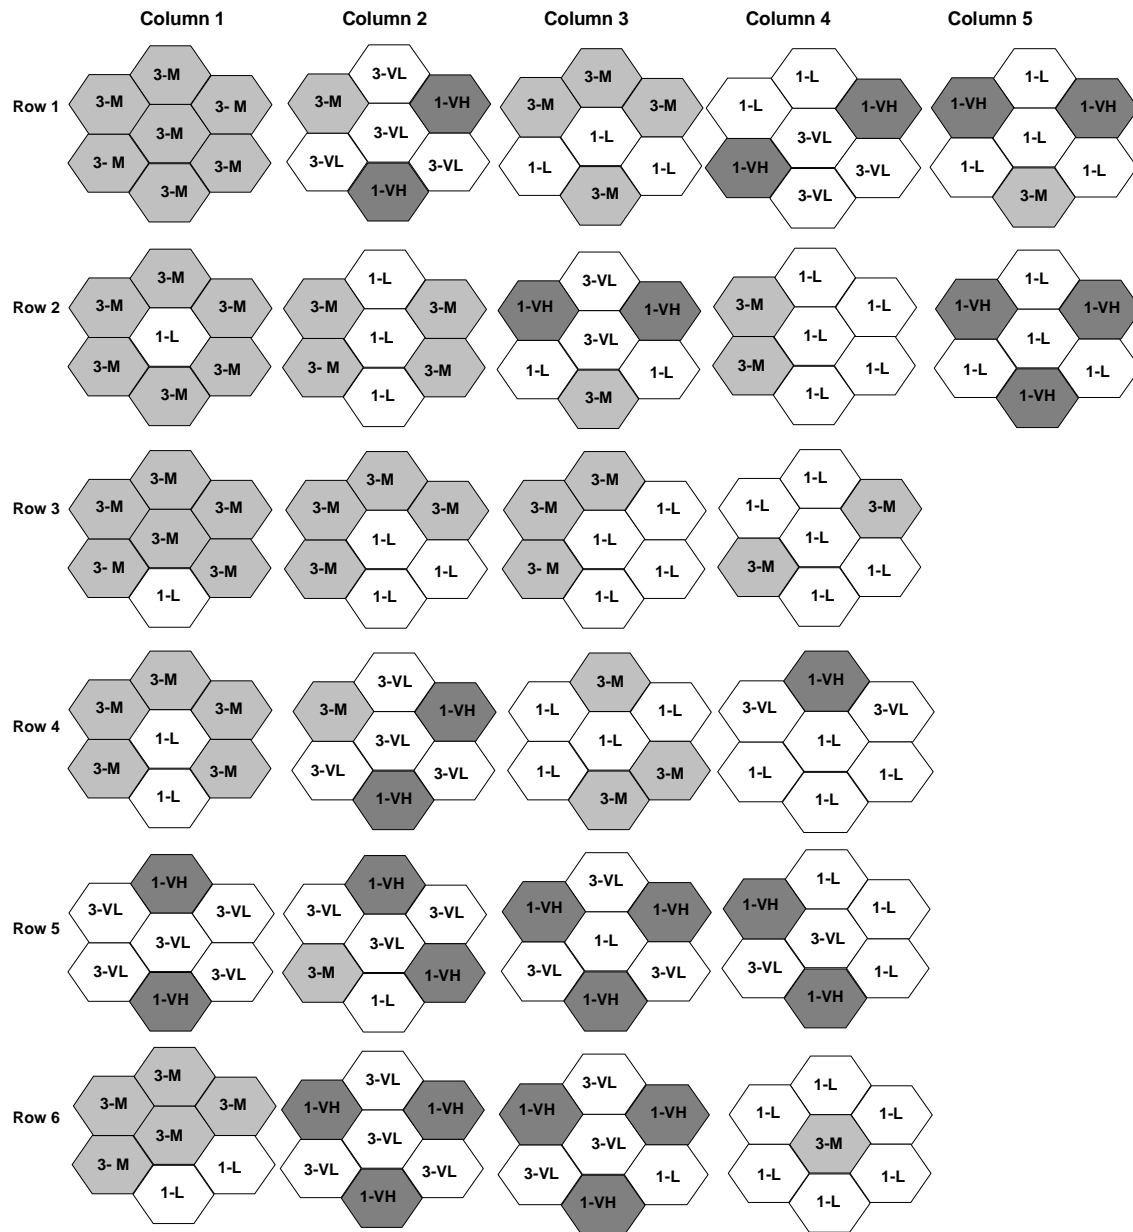 Column 1 Column 2 Column 3 Column 4 Column 5
Row 1
3-M
3-M 3- M
3-M
3- M 3-M
3-M
3-VL
3-M 1-VH
3-VL
3-VL 3-VL
1-VH
3-M
3-M 3-M
1-L
1-L 1-L
3-M
1-L
1-L 1-VH
3-VL
1-VH 3-VL
3-VL
1-L
1-VH 1-VH
1-L
1-L 1-L
3-M
Row 2
3-M
3-M 3-M
1-L
3-M 3-M
3-M
1-L
3-M 3-M
1-L
3- M 3-M
1-L
3-VL
1-VH 1-VH
3-VL
1-L 1-L
3-M
1-L
3-M 1-L
1-L
3-M 1-L
1-L
1-L
1-VH 1-VH
1-L
1-L 1-L
1-VH
Row 3
3-M
3-M 3-M
3-M
3- M 3-M
1-L
3-M
3-M 3-M
1-L
3-M 1-L
1-L
3-M
3-M 1-L
1-L
3- M 1-L
1-L
1-L
1-L 3-M
1-L
3-M 1-L
1-L
Row 4
3-M
3-M 3-M
1-L
3-M 3-M
1-L
3-VL
3-M 1-VH
3-VL
3-VL 3-VL
1-VH
3-M
1-L 1-L
1-L
1-L 3-M
3-M
1-VH
3-VL 3-VL
1-L
1-L 1-L
1-L
Row 5
1-VH
3-VL 3-VL
3-VL
3-VL 3-VL
1-VH
1-VH
3-VL 3-VL
3-VL
3-M 1-VH
1-L
3-VL
1-VH 1-VH
1-L
3-VL 3-VL
1-VH
1-L
1-VH 1-L
3-VL
3-VL 1-L
1-VH
Row 6
3-M
3-M 3-M
3-M
3- M 1-L
1-L
3-VL
1-VH 1-VH
3-VL
3-VL 3-VL
1-VH
3-VL
1-VH 1-VH
3-VL
3-VL 1-L
1-VH
1-L
1-L 1-L
3-M
1-L 1-L
1-L